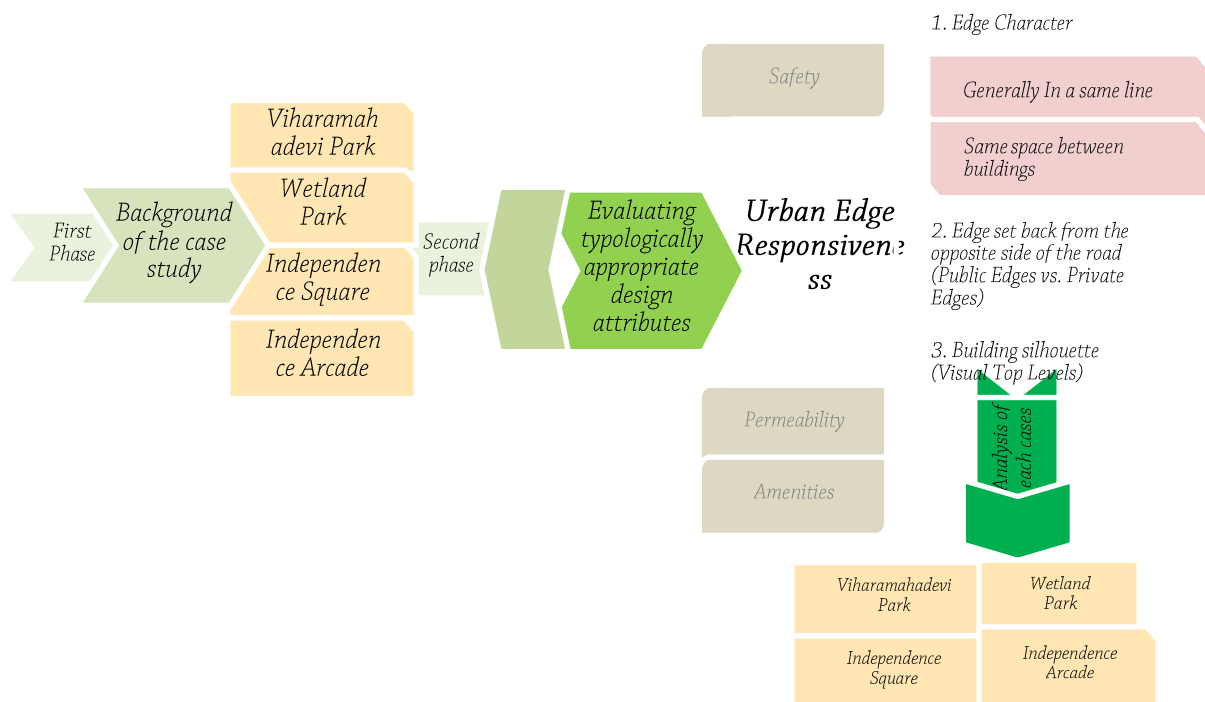 First
Phase
Background
of the case
study
Viharamah
adevi Park
Wetland
Park
Independen
ce Square
Independen
ce Arcade
Second
phase
Evaluating
typologically
appropriate
design
attributes
Safety
Urban Edge
Responsivene
ss
Permeability
Amenities
1. Edge Character
Generally In a same line
Same space between
buildings
2. Edge set back from the
opposite side of the road
(Public Edges vs. Private
Edges)
3. Building silhouette
(Visual Top Levels)
Analysis of
each cases
Viharamahadevi
Park
Wetland
Park
Independence
Square
Independence
Arcade